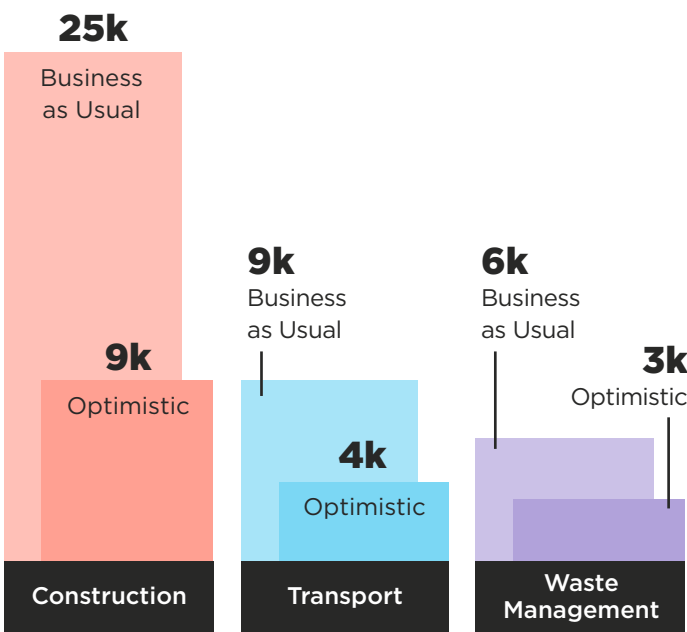 25k
Business
as Usual
9k
Optimistic
Construction
9k
Business
as Usual
4k
Optimistic
Transport
6k
Business
as Usual
3k
Optimistic
Waste
Management